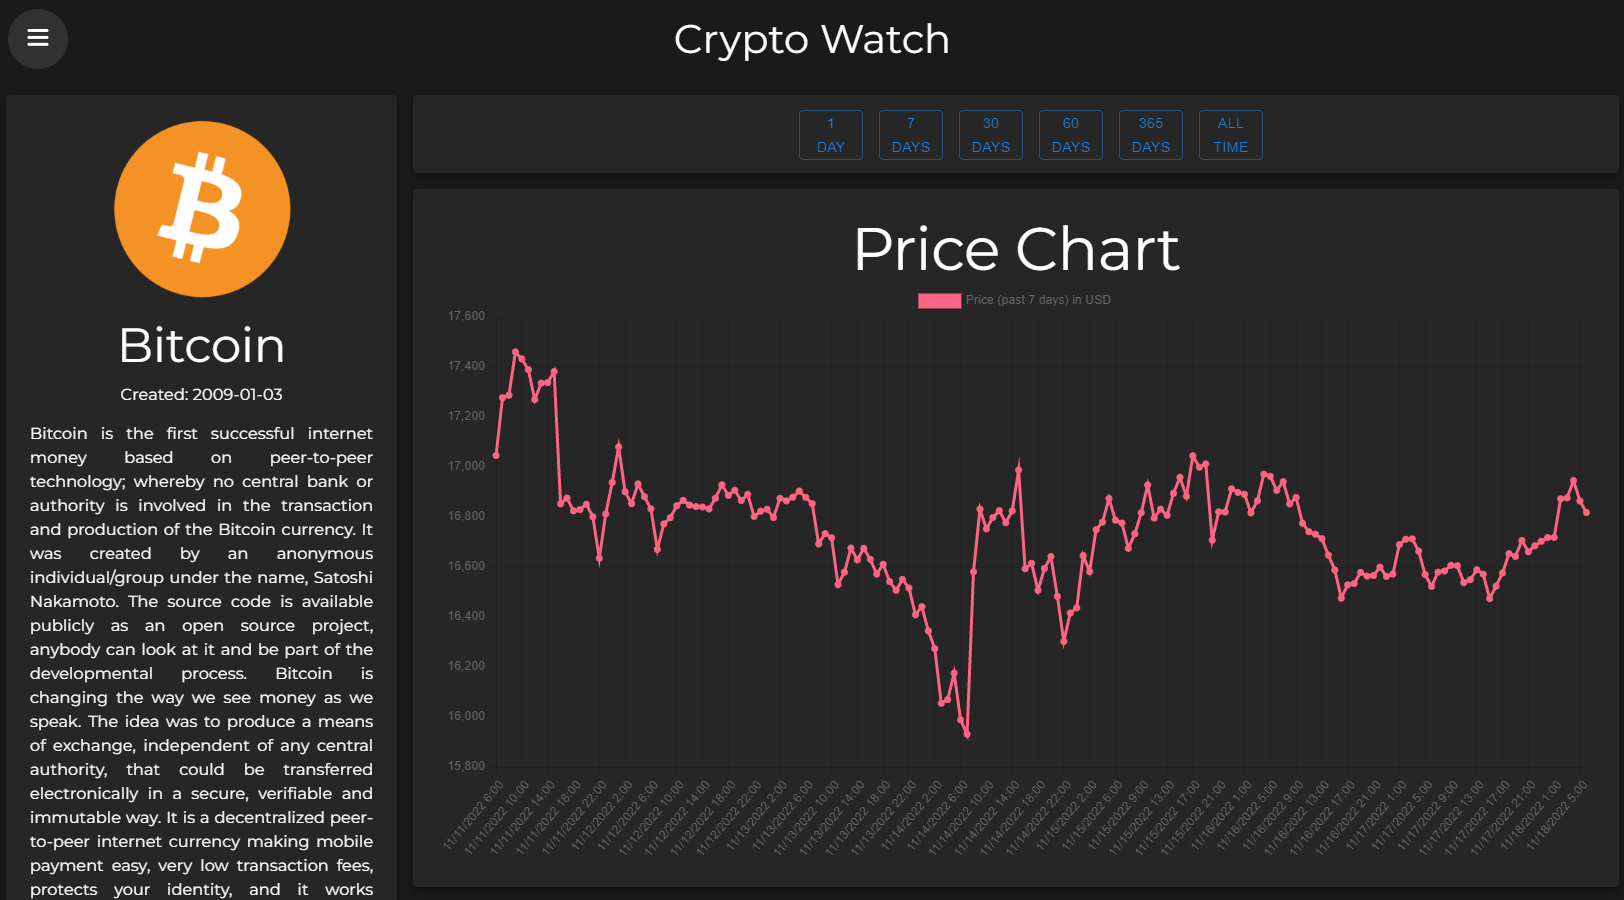 Crypto Watch
1
DAY
7
DAYS
30
DAYS
60
DAYS
365
DAYS
ALL
TIME
Bitcoin
Created: 2009-01-03
Bitcoin is the first successful internet
money based on peer-to-peer
technology; whereby no central bank or
authority is involved in the transaction
and production of the Bitcoin currency. It
was created by an anonymous
individual/group under the name, Satoshi
Nakamoto. The source code is available
publicly as an open source project,
anybody can look at it and be part of the
developmental process. Bitcoin is
changing the way we see money as we
speak. The idea was to produce a means
of exchange, independent of any central
authority, that could be transferred
electronically in a secure, verifiable and
immutable way. It is a decentralized peer-
to-peer internet currency making mobile
payment easy, very low transaction fees,
protects your identity, and it works
Price Chart
Price (past 7 days) in USD
17,600
17,400
17,200
17,000
16,800
16,600
16,400
16,200
16,000
15,800
11/11/2022 6:00
11/11/2022 10:00
11/11/2022 14:00
11/11/2022 18:00
11/11/2022 22:00
11/12/2022 2:00
11/12/2022 6:00
11/12/2022 10:00
11/12/2022 14:00
11/12/2022 18:00
11/12/2022 22:00
11/13/2022 2:00
11/13/2022 6:00
11/13/2022 10:00
11/13/2022 14:00
11/13/2022 18:00
11/13/2022 22:00
11/14/2022 2:00
11/14/2022 6:00
11/14/2022 10:00
11/14/2022 14:00
11/14/2022 18:00
11/14/2022 22:00
11/15/2022 2:00
11/15/2022 6:00
11/15/2022 9:00
11/15/2022 13:00
11/15/2022 17:00
11/15/2022 21:00
11/16/2022 1:00
11/16/2022 5:00
11/16/2022 9:00
11/16/2022 13:00
11/16/2022 17:00
11/16/2022 21:00
11/17/2022 1:00
11/17/2022 5:00
11/17/2022 9:00
11/17/2022 13:00
11/17/2022 17:00
11/17/2022 21:00
11/18/2022 1:00
11/18/2022 5:00